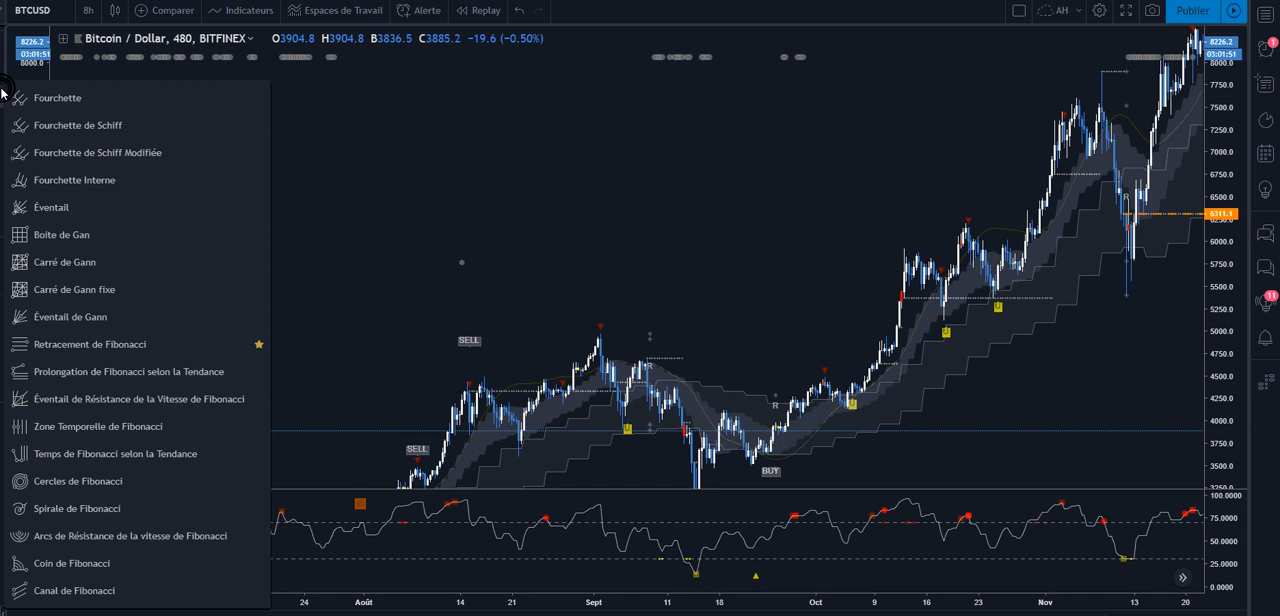 BTCUSD 8h Comparer Indicateurs Espaces de Travail Alerte Replay AH Publier
8226.2 Bitcoin / Dollar, 480, BITFINEX O3904.8 H3904.8 B3836.5 C3885.2 −19.6 (−0.50%) 8226.2
03:01:51 03:01:51
8000.0 8000.0
1
Fourchette
7500.0
Fourchette de Schiff
7250.0
Fourchette de Schiff Modifiée
7000.0
Fourchette Interne
6750.0
R
6500.0
Éventail
6311.1
Boîte de Gan
6000.0
Carré de Gann
5750.0
Carré de Gann fixe
5500.0
11
Éventail de Gann
5250.0
U
U
5000.0
SELL
Retracement de Fibonacci
4750.0
R
Prolongation de Fibonacci selon la Tendance
4500.0
Éventail de Résistance de la Vitesse de Fibonacci
4250.0
R
U
Zone Temporelle de Fibonacci
4000.0
U
SELL
Temps de Fibonacci selon la Tendance
3750.0
BUY
3500.0
Cercles de Fibonacci
3250.0
100.0000
Spirale de Fibonacci
75.0000
Arcs de Résistance de la vitesse de Fibonacci
50.0000
Coin de Fibonacci
25.0000
Canal de Fibonacci
0.0000
24 Août 14 21 Sept 11 18 Oct 9 16 23 Nov 13 20